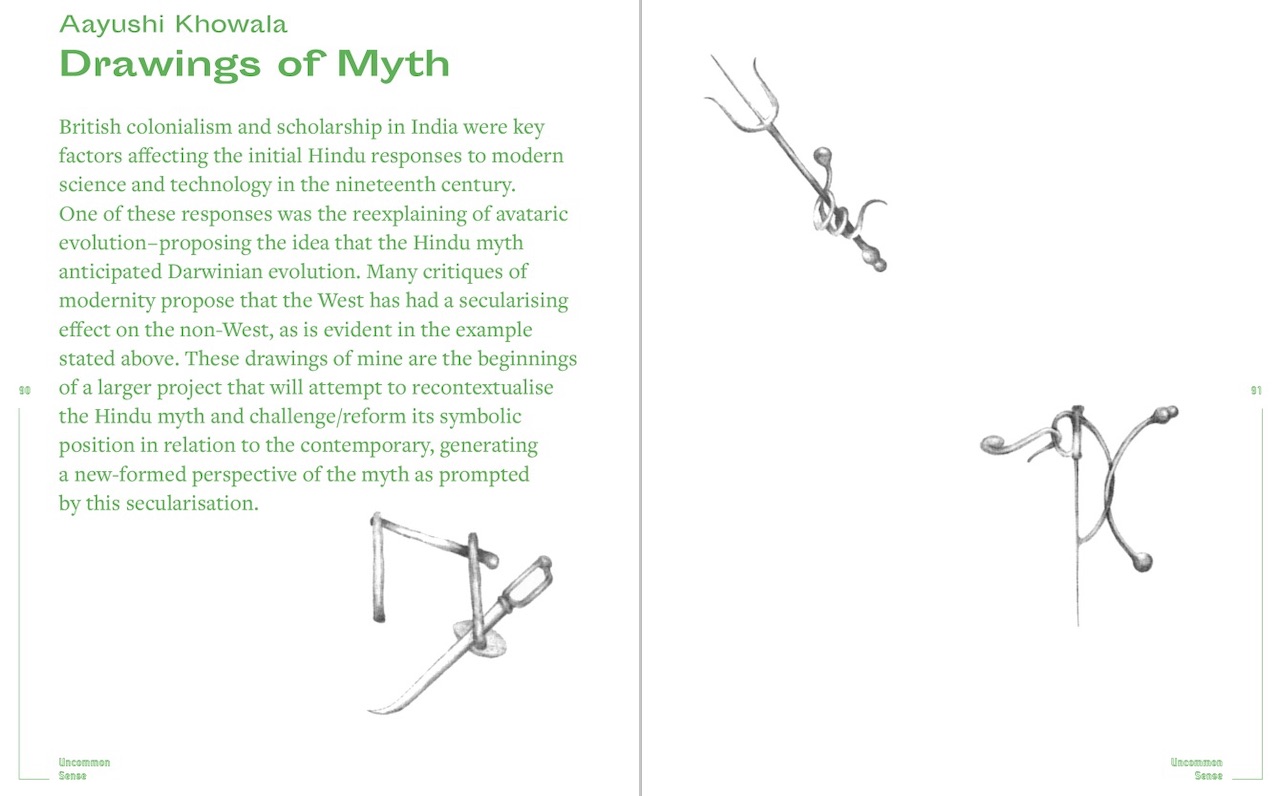 Aayushi Khowala
Drawings of Myth
British colonialism and scholarship in India were key
factors affecting the initial Hindu responses to modern
science and technology in the nineteenth century.
One of these responses was the reexplaining of avataric
evolution–proposing the idea that the Hindu myth
anticipated Darwinian evolution. Many critiques of
modernity propose that the West has had a secularising
effect on the non-West, as is evident in the example
stated above. These drawings of mine are the beginnings
of a larger project that will attempt to recontextualise
the Hindu myth and challenge/reform its symbolic
position in relation to the contemporary, generating
a new-formed perspective of the myth as prompted
by this secularisation.
90
Uncommon
Sense
91
Uncommon
Sense